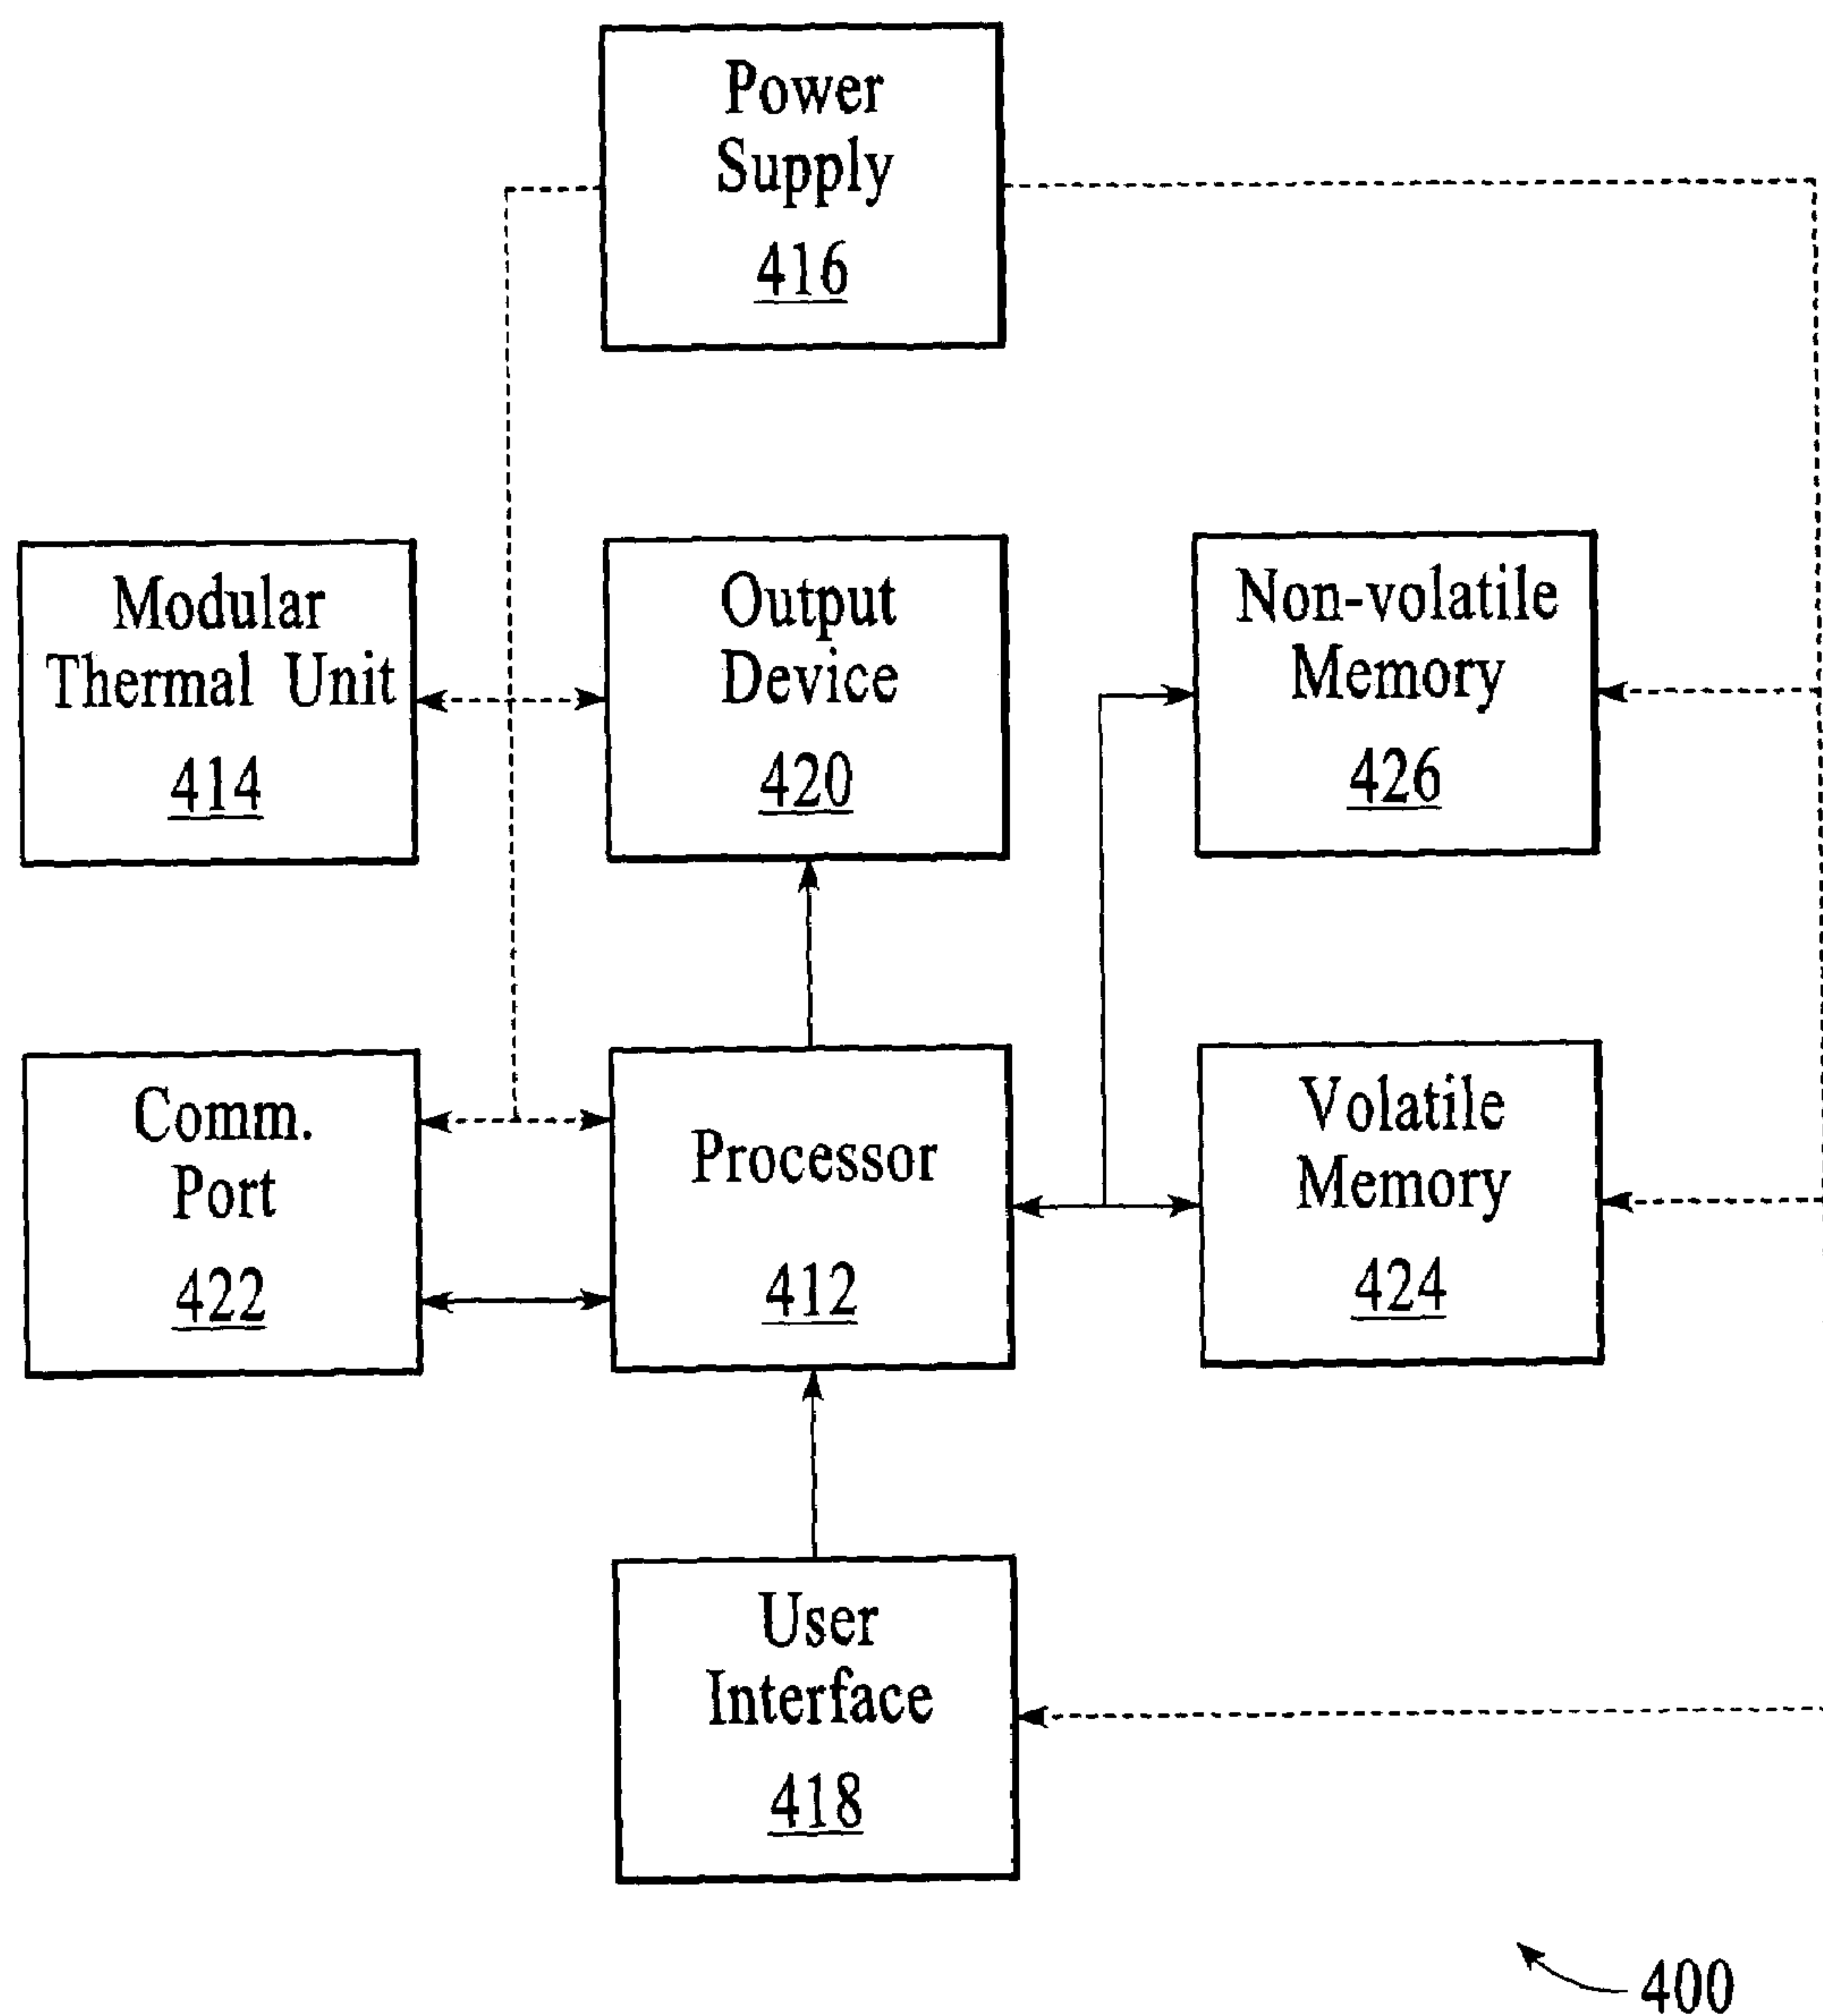 Power
Supply
416
Modular
Thermal Unit
414
Output
Device
420
Non-volatile
Memory
426
Comm.
Port
422
Processor
412
Volatile
Memory
424
User
Interface
418
400